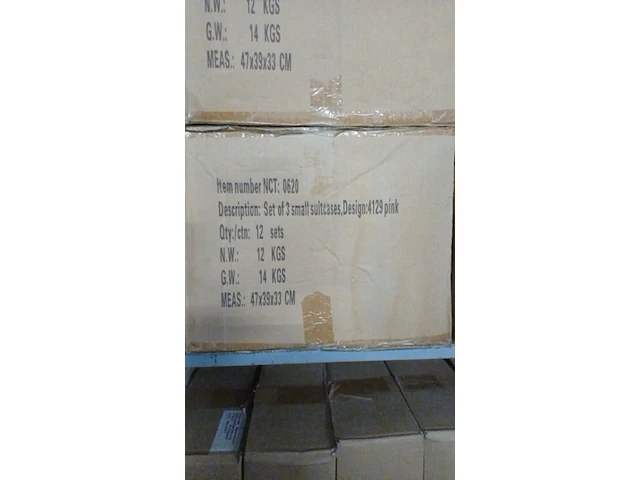 N.W.: 12 KGS
G.W.: 14 KGS
MEAS.: 47x39x33 CM
Item number NCT: 0620
Description: Set of 3 small suitcases,Design:4129 pink
Qty:/ctn: 12 sets
N.W.: 12 KGS
G.W.: 14 KGS
MEAS.: 47x39x33 CM